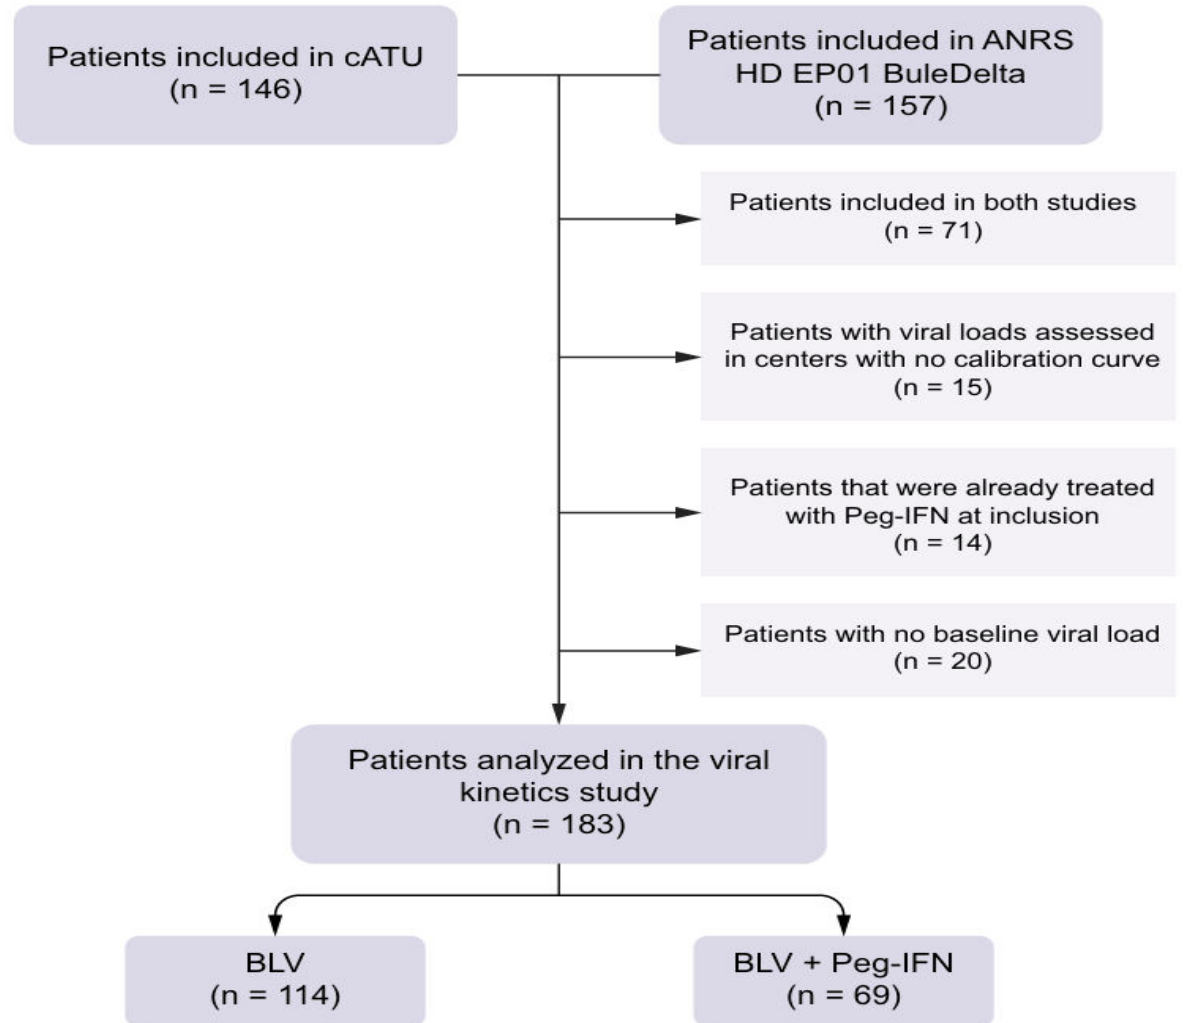 Patients included in cATU
(n = 146)
Patients included in ANRS
HD EP01 BuleDelta
(n = 157)
Patients included in both studies
(n = 71)
Patients with viral loads assessed
in centers with no calibration curve
(n = 15)
Patients that were already treated
with Peg-IFN at inclusion
(n = 14)
Patients with no baseline viral load
(n = 20)
Patients analyzed in the viral
kinetics study
(n = 183)
BLV
(n = 114)
BLV + Peg-IFN
(n = 69)